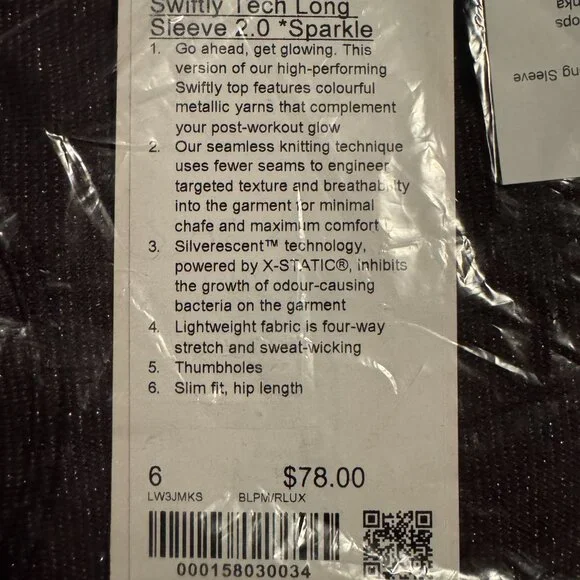 Swiftly Tech Long
Sleeve 2.0 *Sparkle
1. Go ahead, get glowing. This
version of our high-performing
Swiftly top features colourful
metallic yarns that complement
your post-workout glow
2. Our seamless knitting technique
uses fewer seams to engineer
targeted texture and breathability
into the garment for minimal
chafe and maximum comfort
3. Silverescent™ technology,
powered by X-STATIC®, inhibits
the growth of odour-causing
bacteria on the garment
4. Lightweight fabric is four-way
stretch and sweat-wicking
5. Thumbholes
6. Slim fit, hip length
6 $78.00
LW3JMKS BLPM/RLUX
000158030034
nka
ops
ng Sleeve